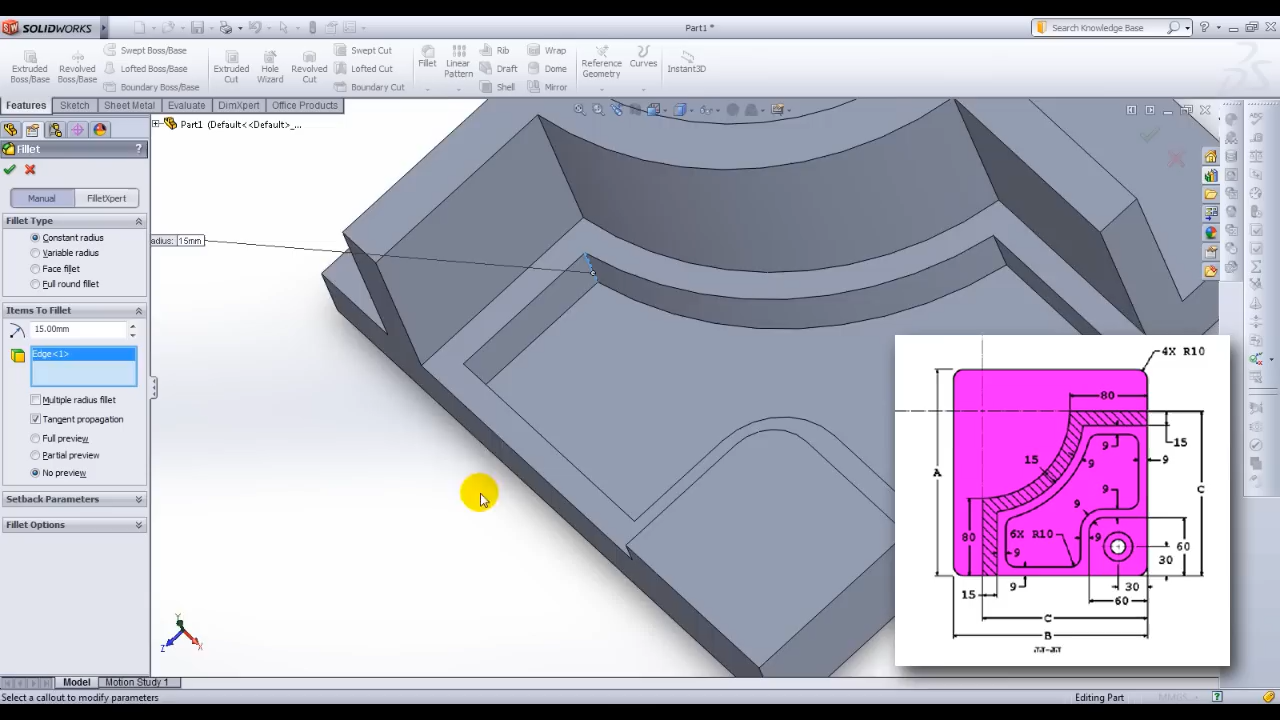 SOLIDWORKS
Part1 *
Search Knowledge Base
Extruded Boss/Base
Revolved Boss/Base
Swept Boss/Base
Lofted Boss/Base
Boundary Boss/Base
Extruded Cut
Hole Wizard
Revolved Cut
Swept Cut
Lofted Cut
Boundary Cut
Fillet
Linear Pattern
Rib
Draft
Shell
Wrap
Dome
Mirror
Reference Geometry
Curves
Instant3D
Features
Sketch
Sheet Metal
Evaluate
DimXpert
Office Products
Part1 (Default<<Default>_...
Fillet
?
Manual
FilletXpert
Fillet Type
Constant radius
Variable radius
Face fillet
Full round fillet
Items To Fillet
15.00mm
Edge<1>
Multiple radius fillet
Tangent propagation
Full preview
Partial preview
No preview
Setback Parameters
Fillet Options
adius: 15mm
Y
Z
X
4X R10
80
15
9
9
15
9
A
C
9
9
80
6X R10
9
9
60
30
9
30
15
60
C
B
Model
Motion Study 1
Select a callout to modify parameters
Editing Part
MMGS